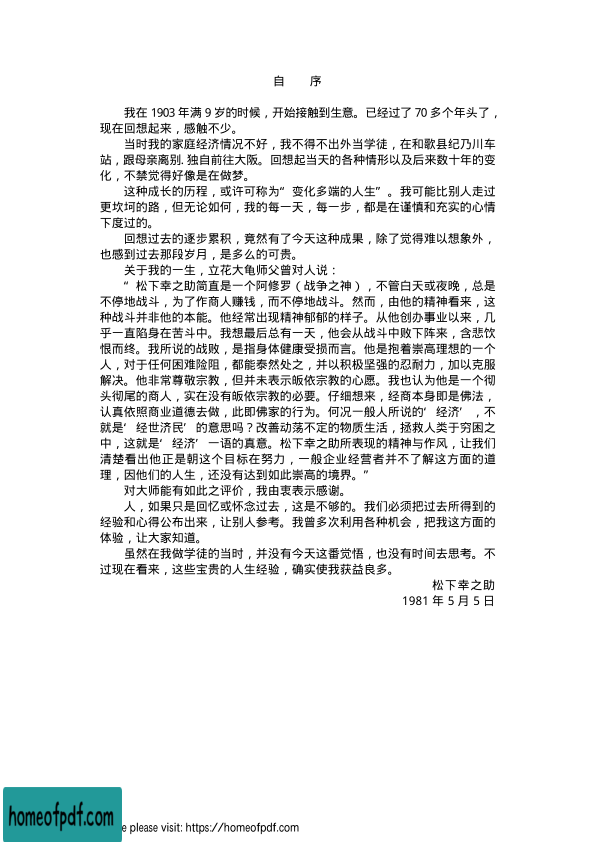 自　　序
我在 1903 年满 9 岁的时候，开始接触到生意。已经过了 70 多个年头了，
现在回想起来，感触不少。
当时我的家庭经济情况不好，我不得不出外当学徒，在和歌县纪乃川车
站，跟母亲离别.独自前往大阪。回想起当天的各种情形以及后来数十年的变
化，不禁觉得好像是在做梦。
这种成长的历程，或许可称为“变化多端的人生”。我可能比别人走过
更坎坷的路，但无论如何，我的每一天，每一步，都是在谨慎和充实的心情
下度过的。
回想过去的逐步累积，竟然有了今天这种成果，除了觉得难以想象外，
也感到过去那段岁月，是多么的可贵。
关于我的一生，立花大龟师父曾对人说：
“松下幸之助简直是一个阿修罗（战争之神），不管白天或夜晚，总是
不停地战斗，为了作商人赚钱，而不停地战斗。然而，由他的精神看来，这
种战斗并非他的本能。他经常出现精神郁郁的样子。从他创办事业以来，几
乎一直陷身在苦斗中。我想最后总有一天，他会从战斗中败下阵来，含悲饮
恨而终。我所说的战败，是指身体健康受损而言。他是抱着崇高理想的一个
人，对于任何困难险阻，都能泰然处之，并以积极坚强的忍耐力，加以克服
解决。他非常尊敬宗教，但并未表示皈依宗教的心愿。我也认为他是一个彻
头彻尾的商人，实在没有皈依宗教的必要。仔细想来，经商本身即是佛法，
认真依照商业道德去做，此即佛家的行为。何况一般人所说的‘经济’，不
就是‘经世济民’的意思吗？改善动荡不定的物质生活，拯救人类于穷困之
中，这就是‘经济’一语的真意。松下幸之助所表现的精神与作风，让我们
清楚看出他正是朝这个目标在努力，一般企业经营者并不了解这方面的道
理，因他们的人生，还没有达到如此崇高的境界。”
对大师能有如此之评价，我由衷表示感谢。
人，如果只是回忆或怀念过去，这是不够的。我们必须把过去所得到的
经验和心得公布出来，让别人参考。我曾多次利用各种机会，把我这方面的
体验，让大家知道。
虽然在我做学徒的当时，并没有今天这番觉悟，也没有时间去思考。不
过现在看来，这些宝贵的人生经验，确实使我获益良多。
松下幸之助
1981 年 5 月 5 日
homeofpdf.com
please visit: https://homeofpdf.com